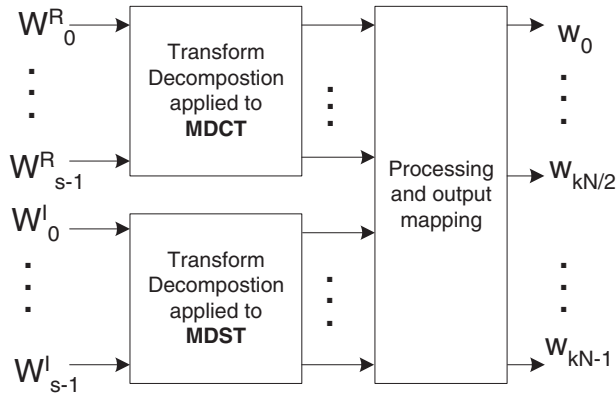 W^R_0
W^R_s-1
W^I_0
W^I_s-1
Transform
Decompostion
applied to
MDCT
Transform
Decompostion
applied to
MDST
Processing
and output
mapping
w_0
w_kN/2
w_kN-1